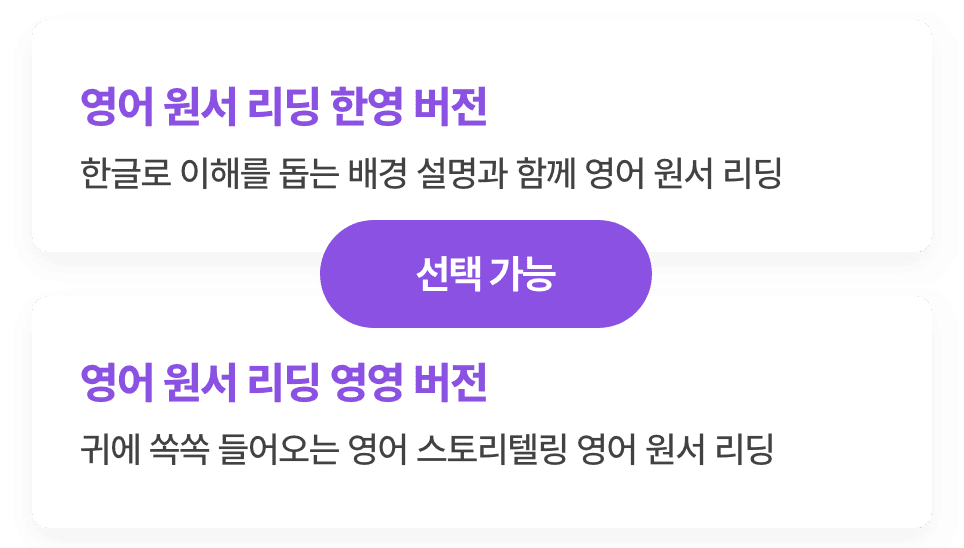 영어 원서 리딩 한영 버전
한글로 이해를 돕는 배경 설명과 함께 영어 원서 리딩
선택 가능
영어 원서 리딩 영영 버전
귀에 쏙쏙 들어오는 영어 스토리텔링 영어 원서 리딩